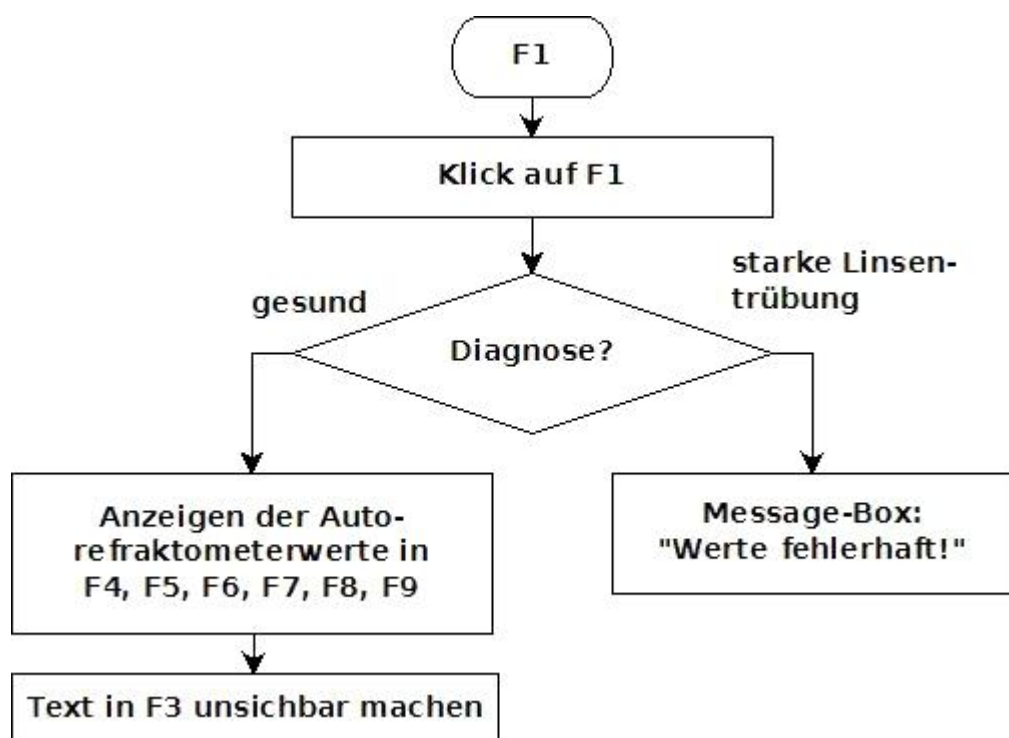 F1
Klick auf F1
gesund
starke Linsen-
trübung
Diagnose?
Anzeigen der Auto-
refraktometerwerte in
F4, F5, F6, F7, F8, F9
Message-Box:
"Werte fehlerhaft!"
Text in F3 unsichbar machen